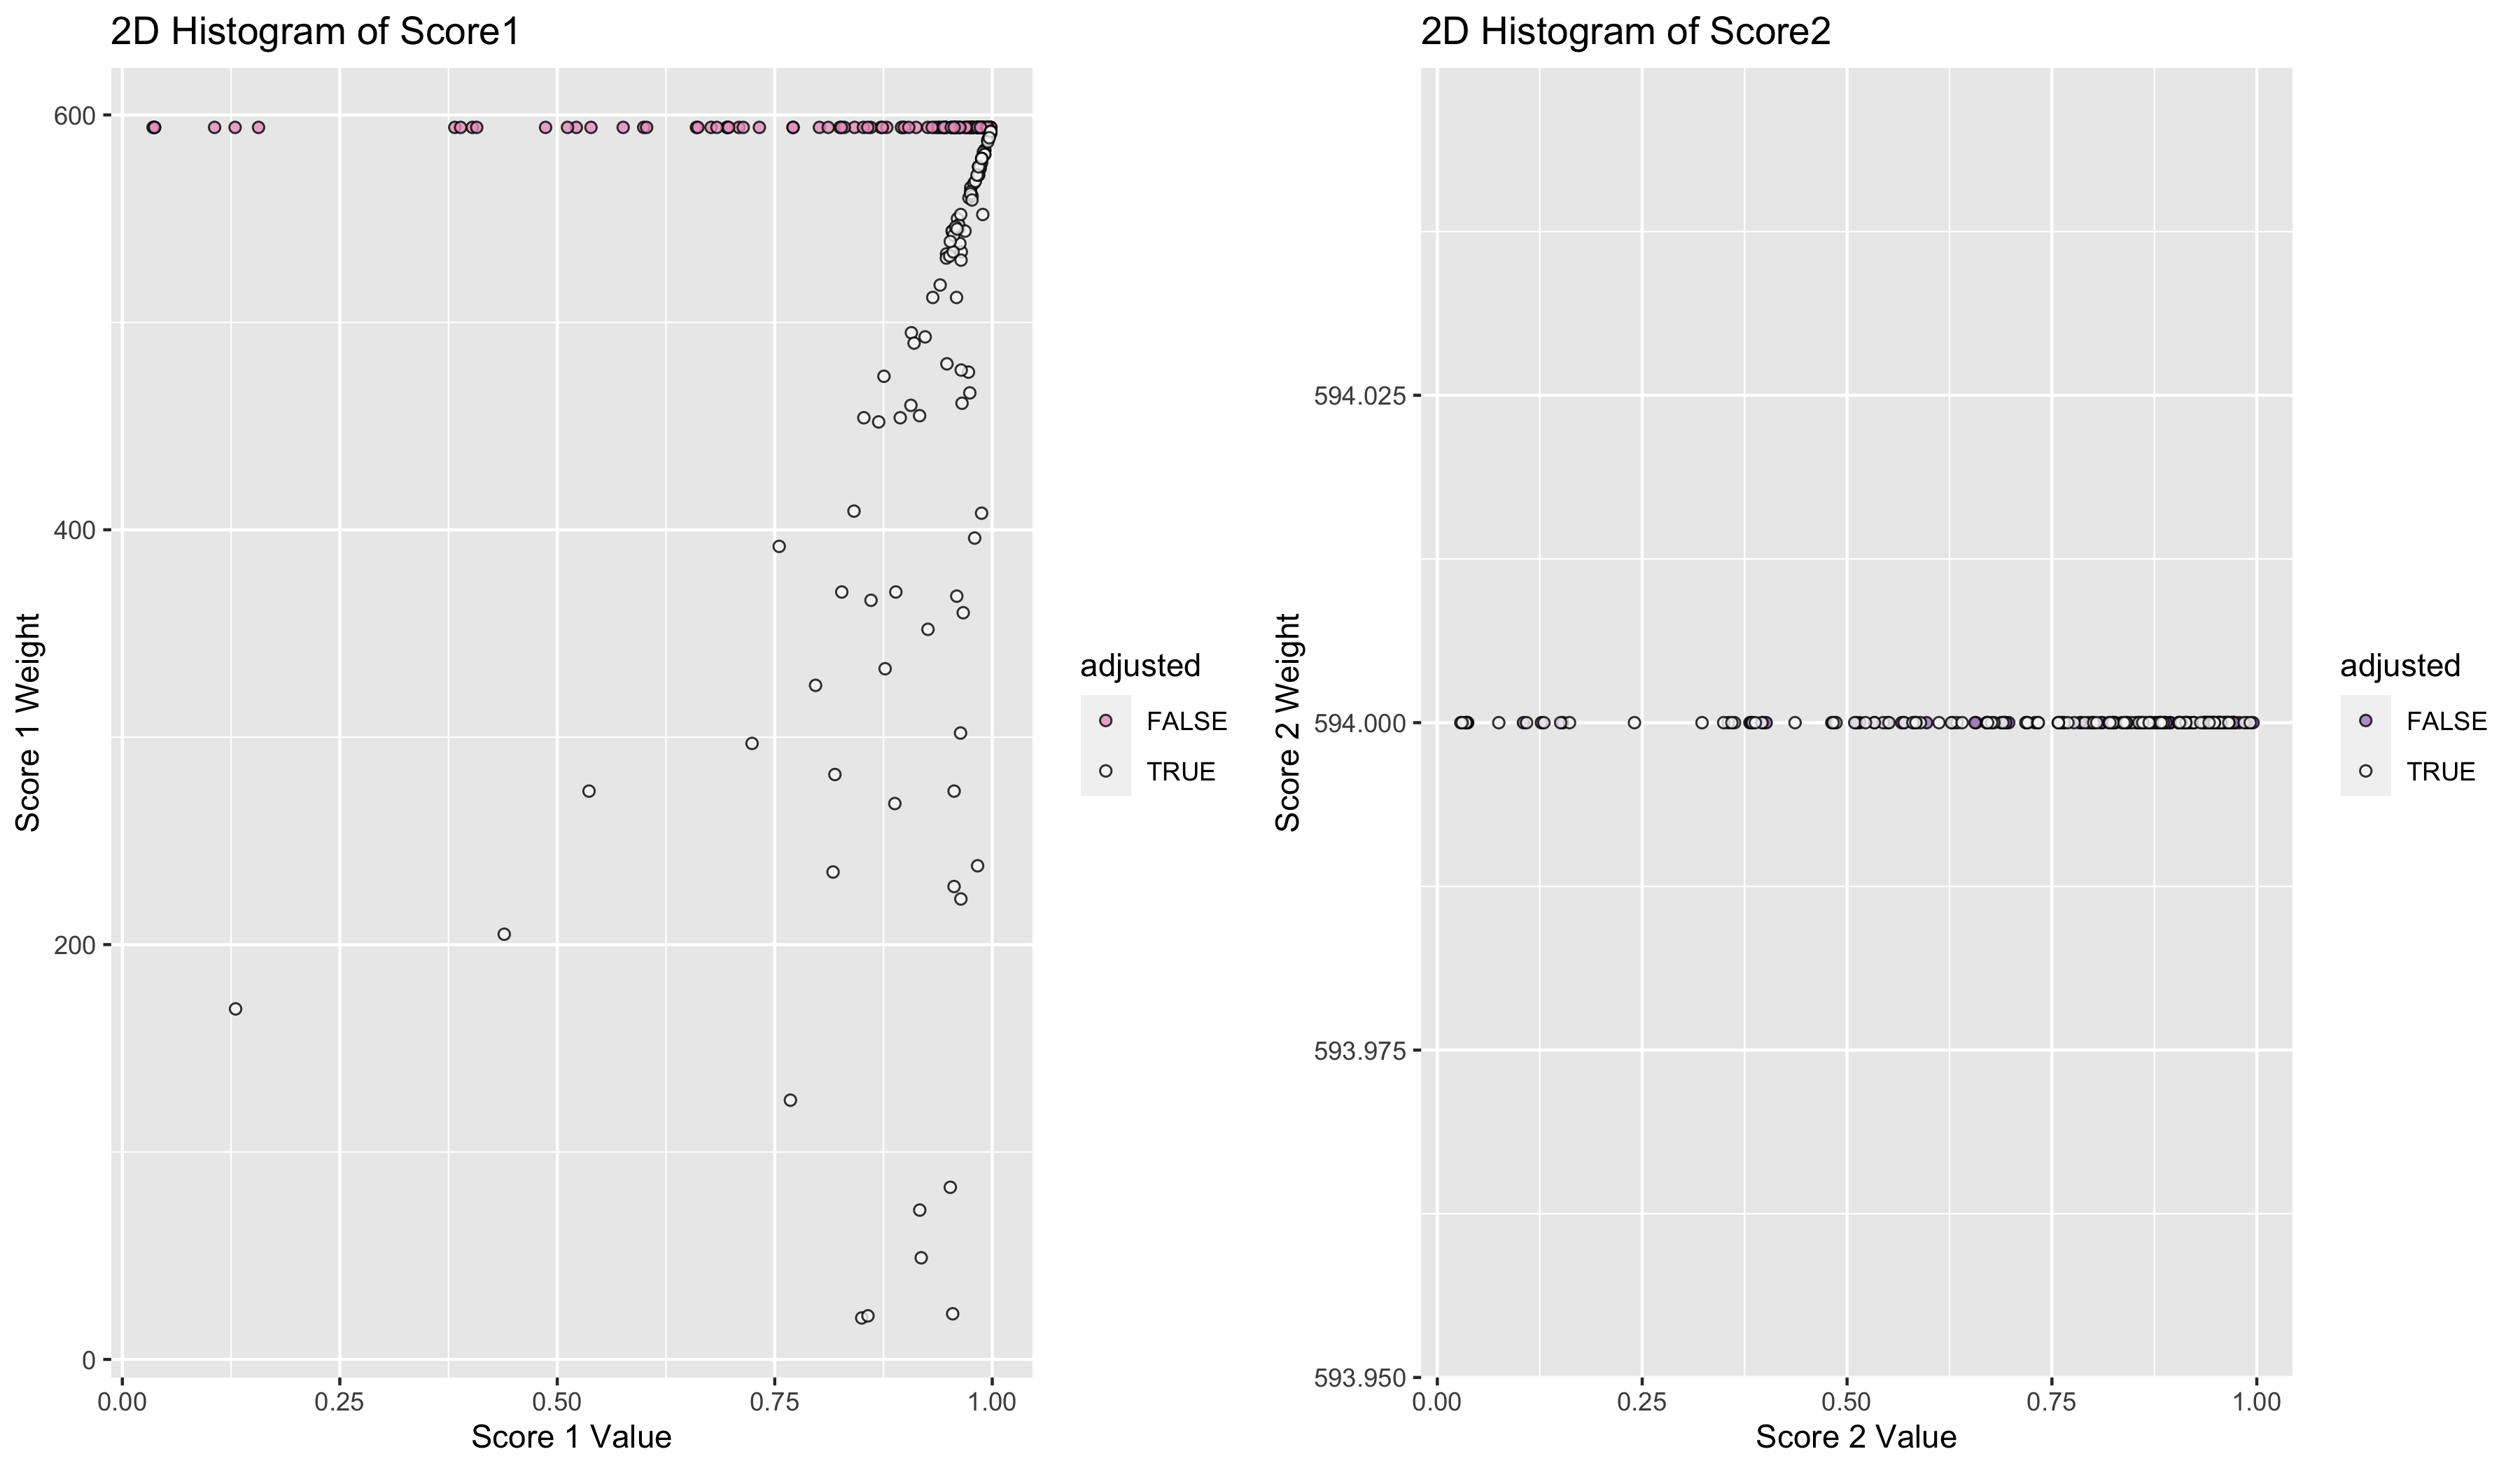 2D Histogram of Score1
600
400
200
0
Score 1 Weight
0.00 0.25 0.50 0.75 1.00
Score 1 Value
adjusted
FALSE
TRUE
2D Histogram of Score2
594.025
594.000
593.975
593.950
Score 2 Weight
0.00 0.25 0.50 0.75 1.00
Score 2 Value
adjusted
FALSE
TRUE